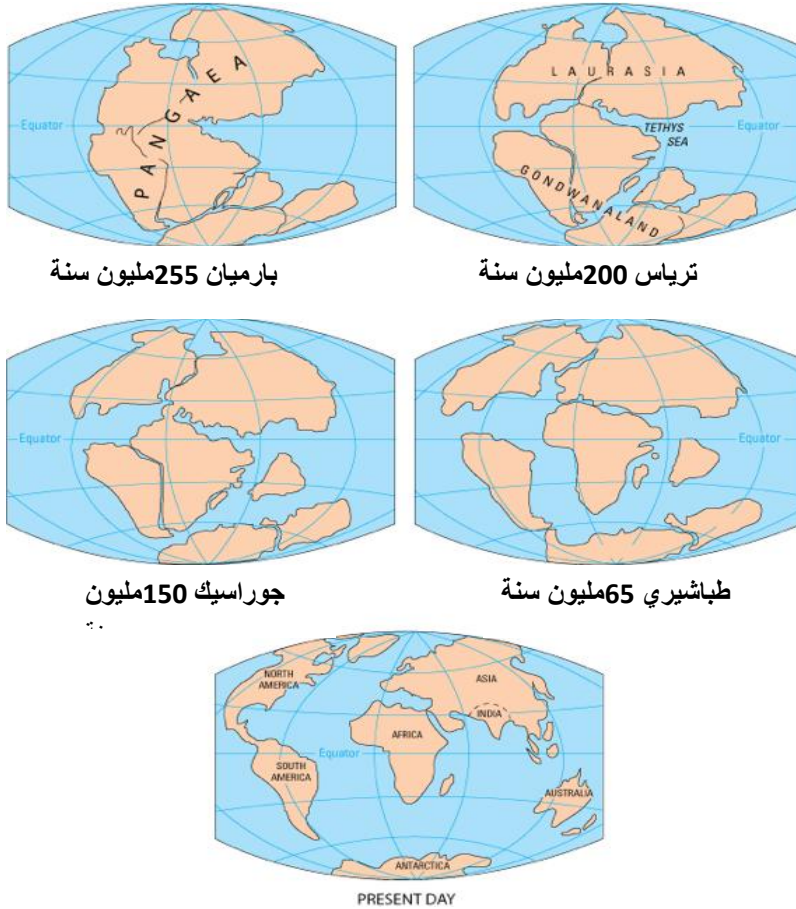 PANGAEA
Equator
LAURASIA
TETHYS
SEA
Equator
GONDWANALAND
بارميان 255مليون سنة
ترياس 200مليون سنة
Equator
Equator
جوراسيك 150مليون
طباشيري 65مليون سنة
NORTH
AMERICA
ASIA
INDIA
AFRICA
Equator
SOUTH
AMERICA
AUSTRALIA
ANTARCTICA
PRESENT DAY